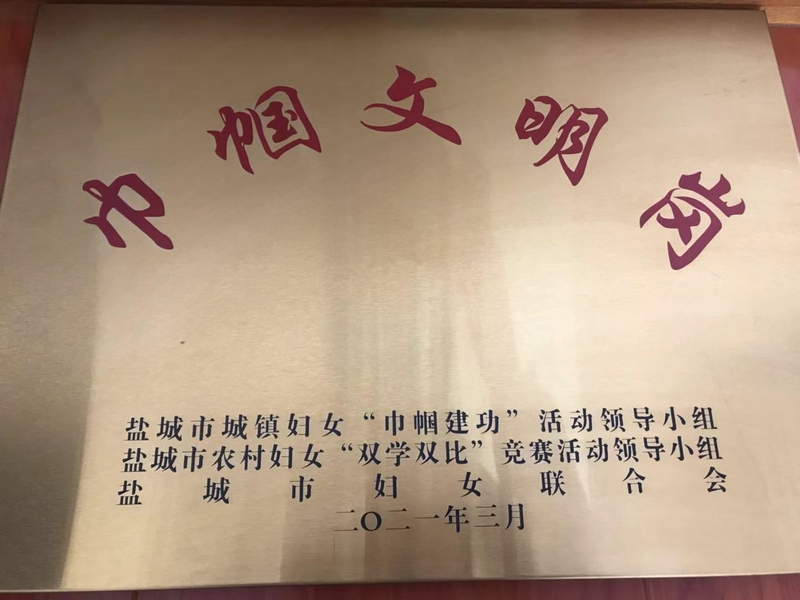 巾帼文明岗
盐城市城镇妇女“巾帼建功”活动领导小组
盐城市农村妇女“双学双比”竞赛活动领导小组
盐城市妇女联合会
二〇二一年三月